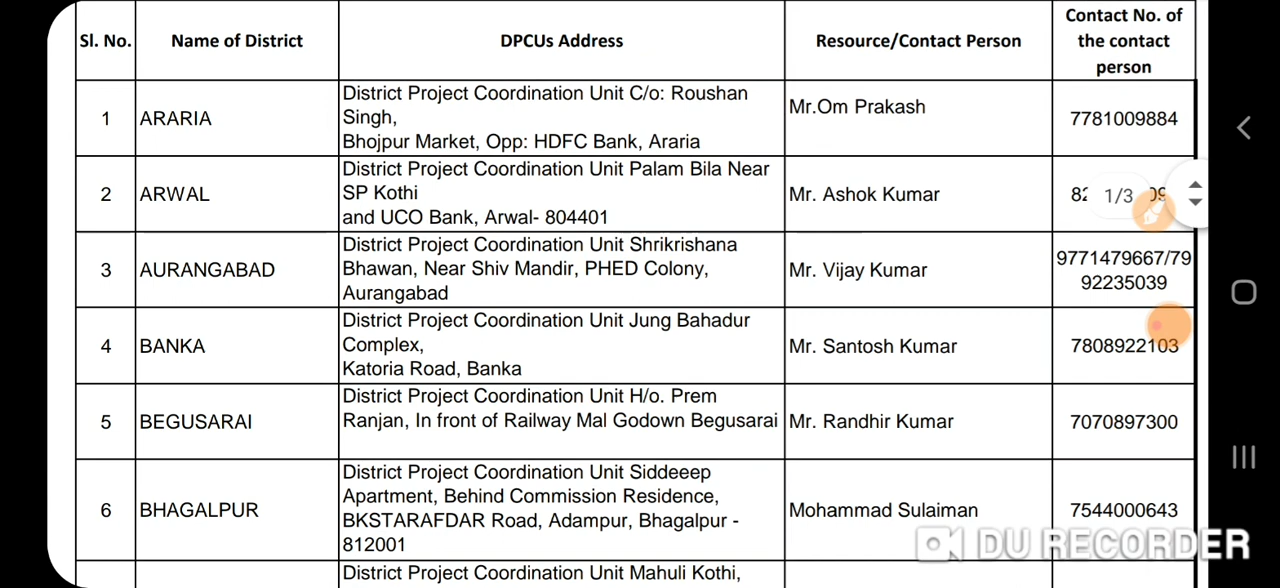 Sl. No.
Name of District
DPCUs Address
Resource/Contact Person
Contact No. of
the contact
person
1
ARARIA
District Project Coordination Unit C/o: Roushan
Singh,
Bhojpur Market, Opp: HDFC Bank, Araria
Mr.Om Prakash
7781009884
2
ARWAL
District Project Coordination Unit Palam Bila Near
SP Kothi
and UCO Bank, Arwal- 804401
Mr. Ashok Kumar
1/3
3
AURANGABAD
District Project Coordination Unit Shrikrishana
Bhawan, Near Shiv Mandir, PHED Colony,
Aurangabad
Mr. Vijay Kumar
9771479667/79
92235039
4
BANKA
District Project Coordination Unit Jung Bahadur
Complex,
Katoria Road, Banka
Mr. Santosh Kumar
7808922103
5
BEGUSARAI
District Project Coordination Unit H/o. Prem
Ranjan, In front of Railway Mal Godown Begusarai
Mr. Randhir Kumar
7070897300
6
BHAGALPUR
District Project Coordination Unit Siddeeep
Apartment, Behind Commission Residence,
BKSTARAFDAR Road, Adampur, Bhagalpur -
812001
Mohammad Sulaiman
7544000643
District Project Coordination Unit Mahuli Kothi,
DU RECORDER